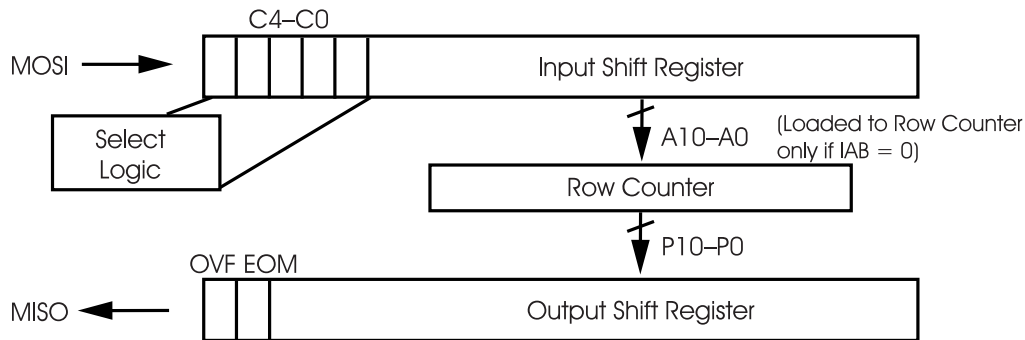 C4–C0
MOSI
Input Shift Register
Select
Logic
A10–A0
(Loaded to Row Counter
only if IAB = 0)
Row Counter
P10–P0
OVF EOM
MISO
Output Shift Register